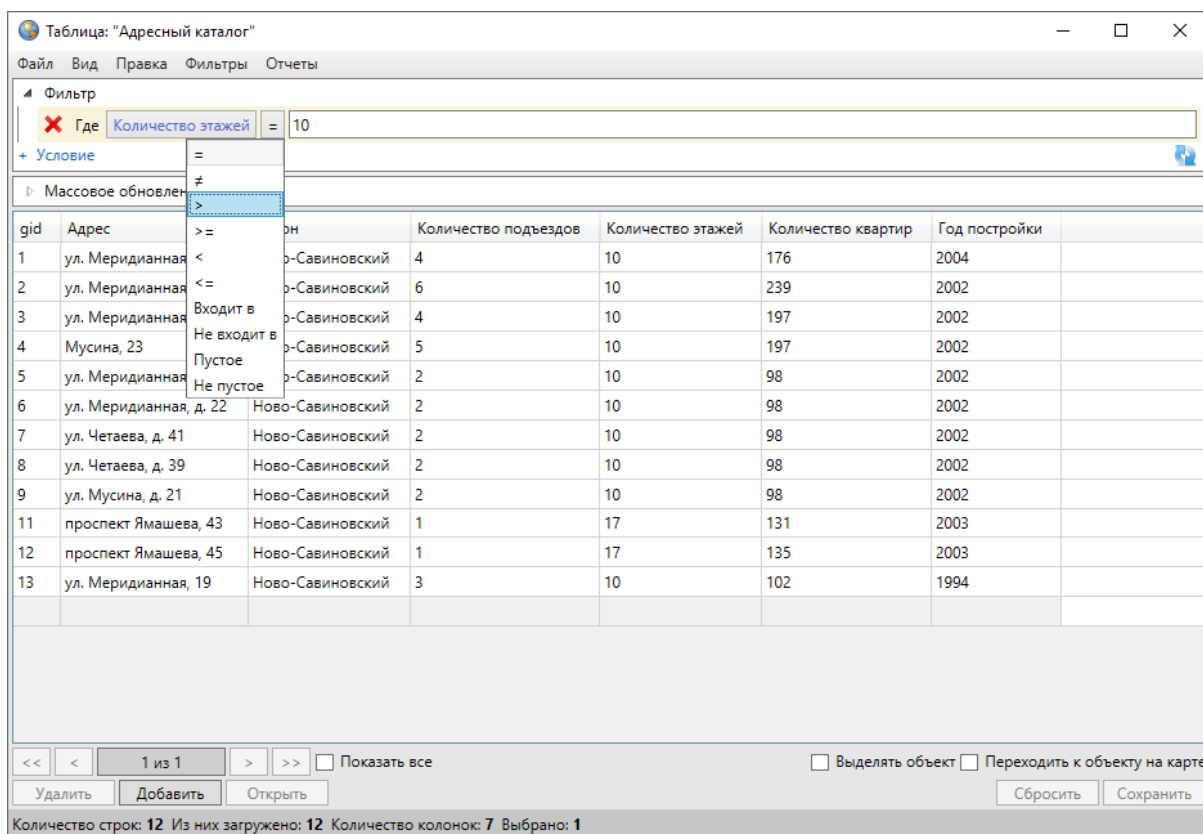 Таблица: "Адресный каталог"
Файл Вид Правка Фильтры Отчеты
Фильтр
Где Количество этажей = 10
+ Условие
=
≠
>
>=
<
<=
Входит в
Не входит в
Пустое
Не пустое
Массовое обновлен
gid Адрес он Количество подъездов Количество этажей Количество квартир Год постройки
1 ул. Меридианная о-Савиновский 4 10 176 2004
2 ул. Меридианная о-Савиновский 6 10 239 2002
3 ул. Меридианная о-Савиновский 4 10 197 2002
4 Мусина, 23 о-Савиновский 5 10 197 2002
5 ул. Меридианная о-Савиновский 2 10 98 2002
6 ул. Меридианная, д. 22 Ново-Савиновский 2 10 98 2002
7 ул. Четаева, д. 41 Ново-Савиновский 2 10 98 2002
8 ул. Четаева, д. 39 Ново-Савиновский 2 10 98 2002
9 ул. Мусина, д. 21 Ново-Савиновский 2 10 98 2002
11 проспект Ямашева, 43 Ново-Савиновский 1 17 131 2003
12 проспект Ямашева, 45 Ново-Савиновский 1 17 135 2003
13 ул. Меридианная, 19 Ново-Савиновский 3 10 102 1994
<< < 1 из 1 > >> Показать все Выделять объект Переходить к объекту на карте
Удалить Добавить Открыть Сбросить Сохранить
Количество строк: 12 Из них загружено: 12 Количество колонок: 7 Выбрано: 1